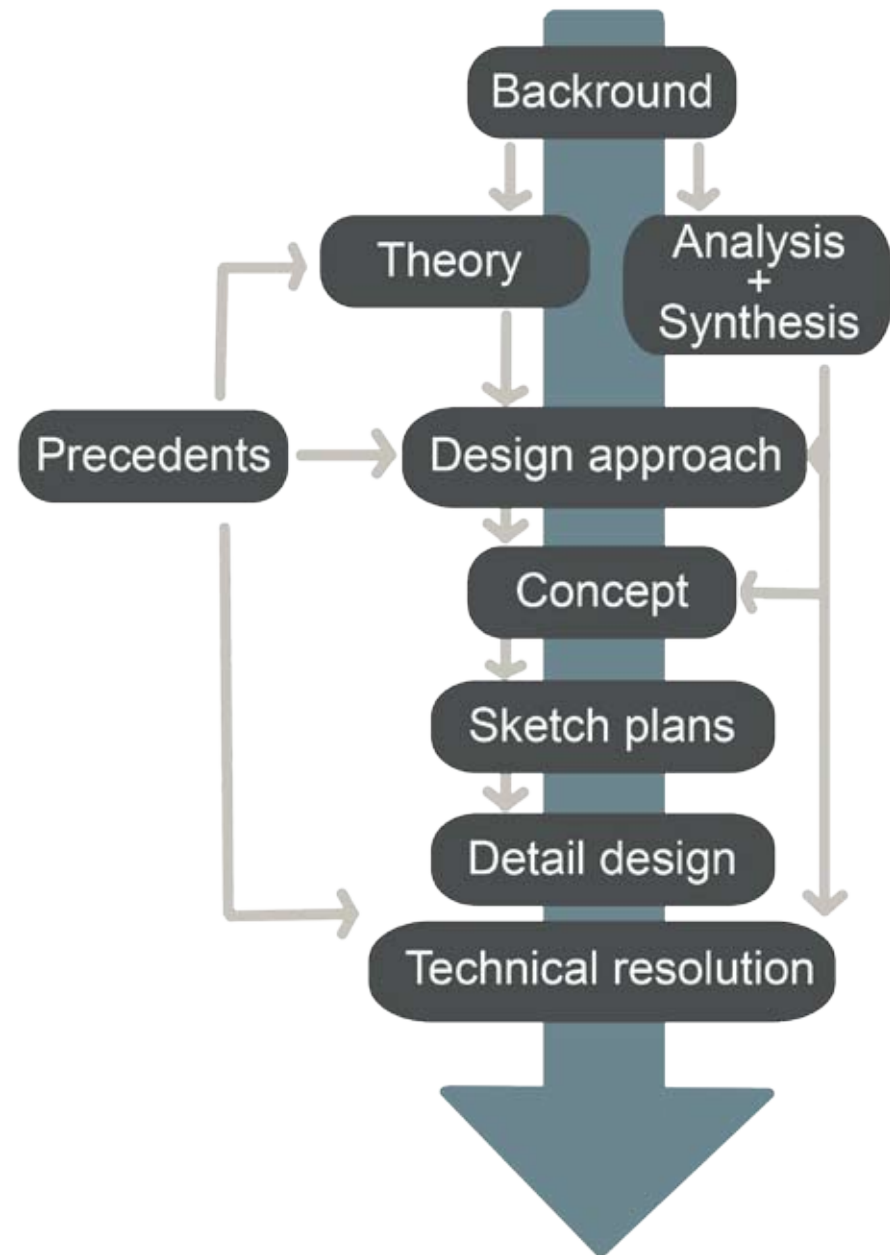 Backround
Theory
Analysis
+
Synthesis
Precedents
Design approach
Concept
Sketch plans
Detail design
Technical resolution